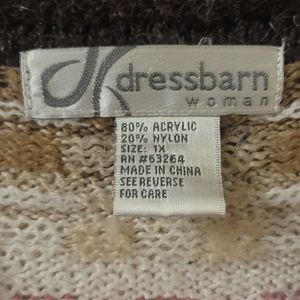 dressbarn
woman
80% ACRYLIC
20% NYLON
SIZE: 1X
RN #63264
MADE IN CHINA
SEE REVERSE
FOR CARE